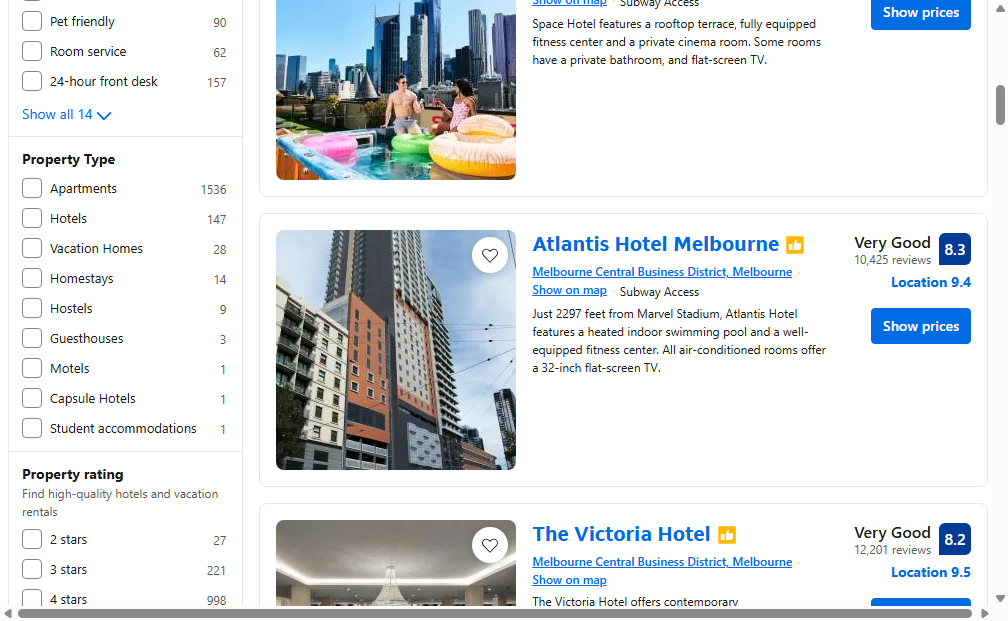 Pet friendly 90
Room service 62
24-hour front desk 157
Show all 14
Property Type
Apartments 1536
Hotels 147
Vacation Homes 28
Homestays 14
Hostels 9
Guesthouses 3
Motels 1
Capsule Hotels 1
Student accommodations 1
Property rating
Find high-quality hotels and vacation
rentals
2 stars 27
3 stars 221
4 stars 998
Show on map · Subway Access
Space Hotel features a rooftop terrace, fully equipped
fitness center and a private cinema room. Some rooms
have a private bathroom, and flat-screen TV.
Show prices
Atlantis Hotel Melbourne
Melbourne Central Business District, Melbourne ·
Show on map · Subway Access
Just 2297 feet from Marvel Stadium, Atlantis Hotel
features a heated indoor swimming pool and a well-
equipped fitness center. All air-conditioned rooms offer
a 32-inch flat-screen TV.
Very Good 8.3
10,425 reviews
Location 9.4
Show prices
The Victoria Hotel
Melbourne Central Business District, Melbourne ·
Show on map
The Victoria Hotel offers contemporary
Very Good 8.2
12,201 reviews
Location 9.5